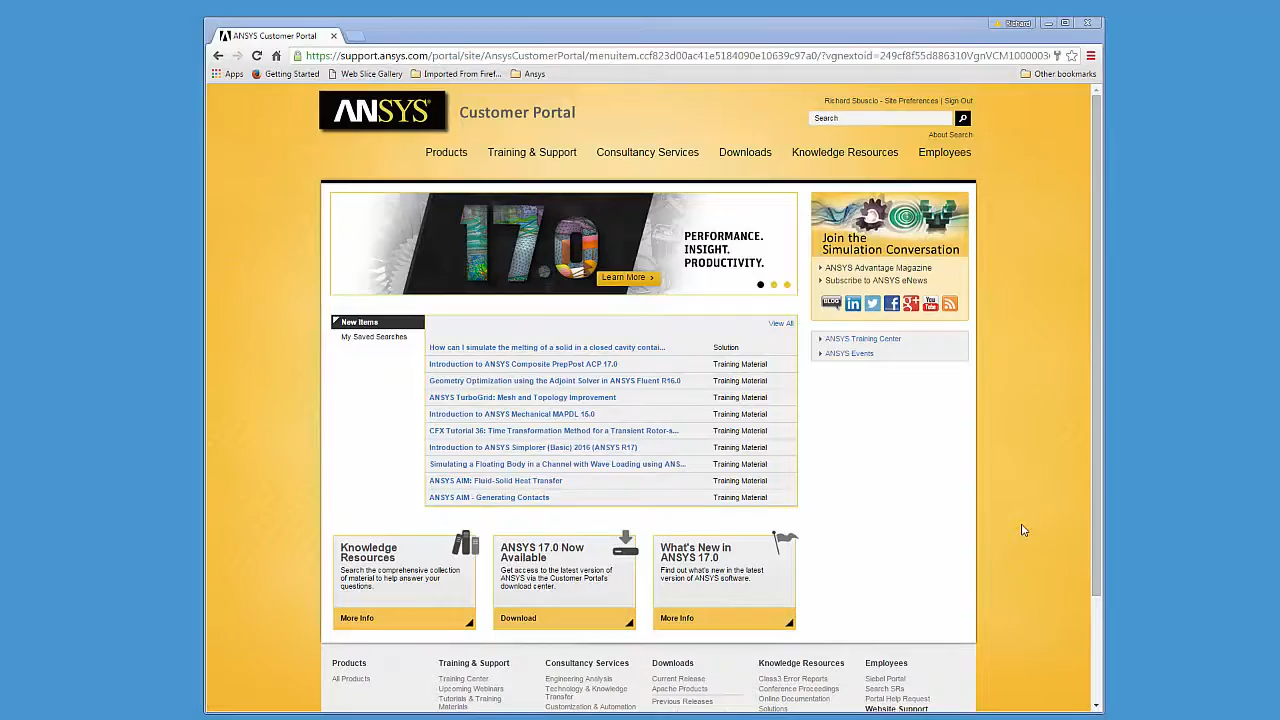 Richard
ANSYS Customer Portal
https://support.ansys.com/portal/site/AnsysCustomerPortal/menuitem.ccf823d00ac41e5184090e10639c97a0/?vgnextoid=249cf8f55d886310VgnVCM1000003
Apps Getting Started Web Slice Gallery Imported From Firef... Ansys Other bookmarks
ANSYS® Customer Portal
Richard Sbuscio - Site Preferences | Sign Out
Search
About Search
Products Training & Support Consultancy Services Downloads Knowledge Resources Employees
17.0
PERFORMANCE.
INSIGHT.
PRODUCTIVITY.
Learn More >
Join the
Simulation Conversation
ANSYS Advantage Magazine
Subscribe to ANSYS eNews
BLOG in f g+ You Tube
ANSYS Training Center
ANSYS Events
New Items
My Saved Searches
View All
How can I simulate the melting of a solid in a closed cavity contai... Solution
Introduction to ANSYS Composite PrepPost ACP 17.0 Training Material
Geometry Optimization using the Adjoint Solver in ANSYS Fluent R16.0 Training Material
ANSYS TurboGrid: Mesh and Topology Improvement Training Material
Introduction to ANSYS Mechanical MAPDL 15.0 Training Material
CFX Tutorial 36: Time Transformation Method for a Transient Rotor-s... Training Material
Introduction to ANSYS Simplorer (Basic) 2016 (ANSYS R17) Training Material
Simulating a Floating Body in a Channel with Wave Loading using ANS... Training Material
ANSYS AIM: Fluid-Solid Heat Transfer Training Material
ANSYS AIM - Generating Contacts Training Material
Knowledge
Resources
Search the comprehensive collection
of material to help answer your
questions.
More Info
ANSYS 17.0 Now
Available
Get access to the latest version of
ANSYS via the Customer Portal's
download center.
Download
What's New in
ANSYS 17.0
Find out what's new in the latest
version of ANSYS software.
More Info
Products
All Products
Training & Support
Training Center
Upcoming Webinars
Tutorials & Training
Materials
Consultancy Services
Engineering Analysis
Technology & Knowledge
Transfer
Customization & Automation
Downloads
Current Release
Apache Products
Previous Releases
Knowledge Resources
Class3 Error Reports
Conference Proceedings
Online Documentation
Solutions
Employees
Siebel Portal
Search SRs
Portal Help Request
Website Support